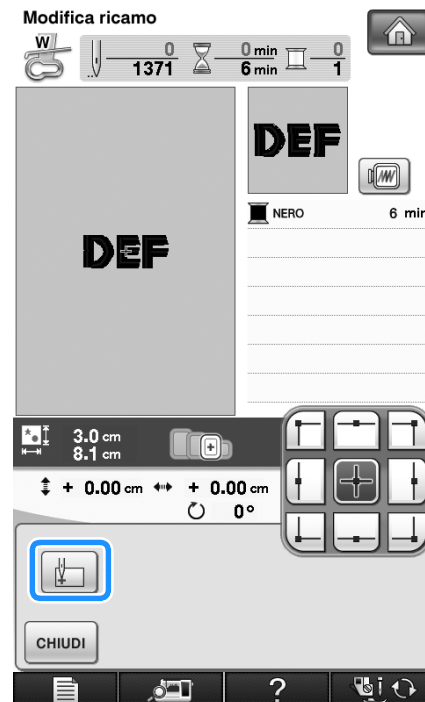 Modifica ricamo
W
0 0 min 0
1371 6 min 1
DEF
DEF
NERO 6 min
3.0 cm
8.1 cm
+ 0.00 cm + 0.00 cm
0°
CHIUDI
?